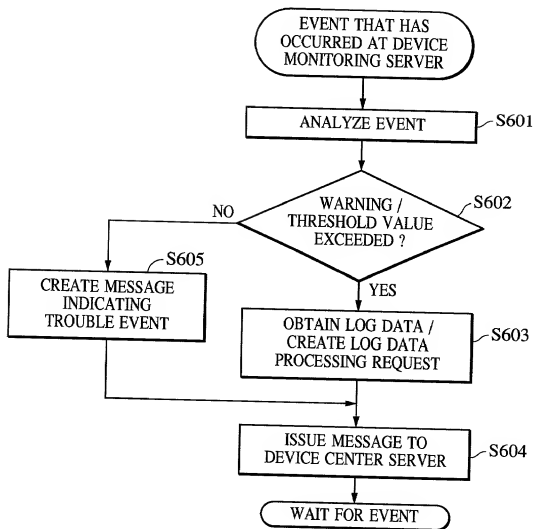 EVENT THAT HAS
OCCURRED AT DEVICE
MONITORING SERVER
ANALYZE EVENT
S601
WARNING /
THRESHOLD VALUE
EXCEEDED ?
S602
NO
YES
S605
CREATE MESSAGE
INDICATING
TROUBLE EVENT
OBTAIN LOG DATA /
CREATE LOG DATA
PROCESSING REQUEST
S603
ISSUE MESSAGE TO
DEVICE CENTER SERVER
S604
WAIT FOR EVENT